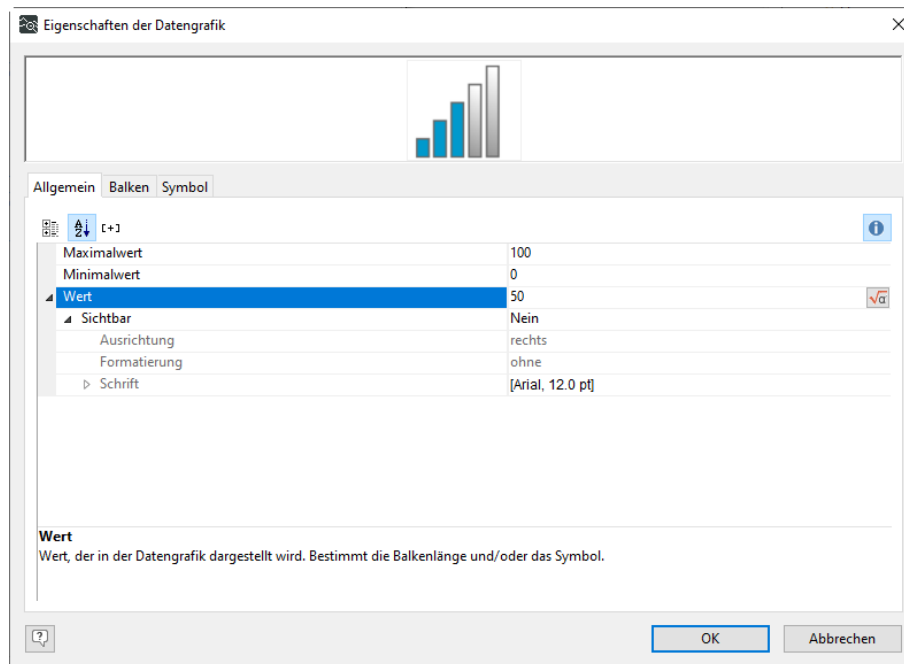 Eigenschaften der Datengrafik
Allgemein Balken Symbol
A Z [+] i
Maximalwert 100
Minimalwert 0
Wert 50 √α
Sichtbar Nein
Ausrichtung rechts
Formatierung ohne
Schrift [Arial, 12.0 pt]
Wert
Wert, der in der Datengrafik dargestellt wird. Bestimmt die Balkenlänge und/oder das Symbol.
? OK Abbrechen